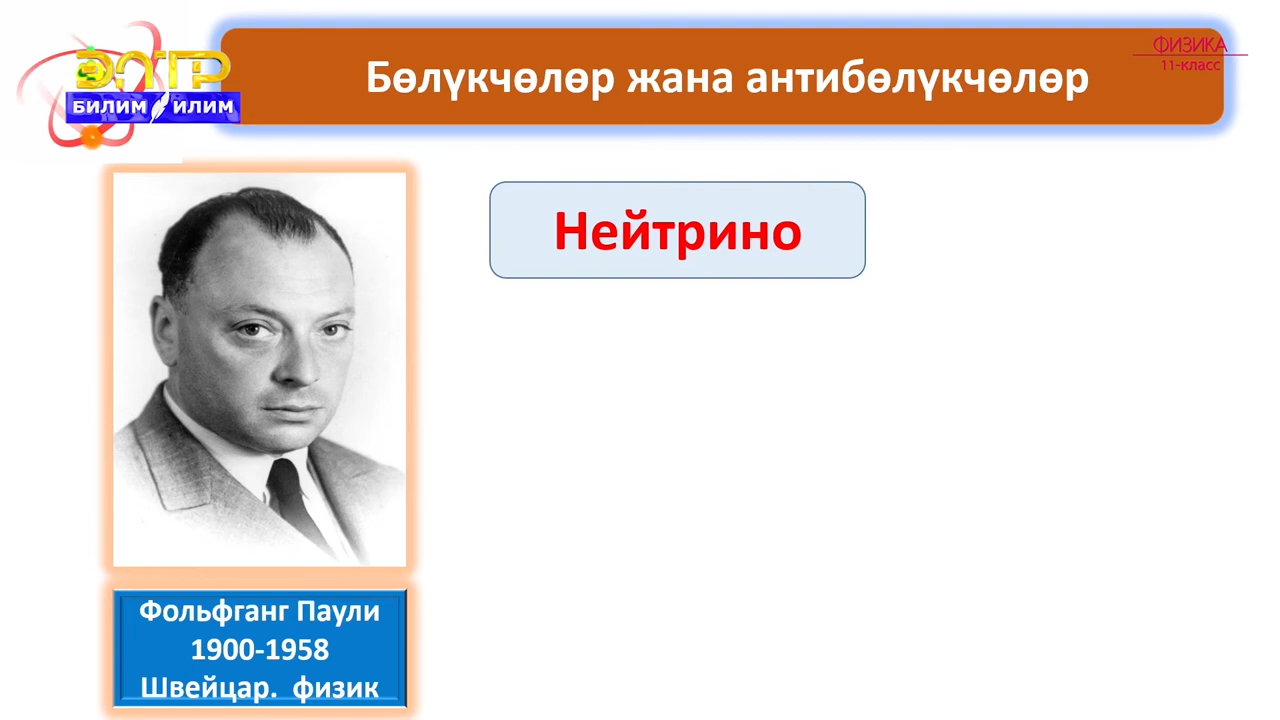 ЭЛТР
БИЛИМ ИЛИМ
Бөлүкчөлөр жана антибөлүкчөлөр
ФИЗИКА
11-класс
Нейтрино
Фольфганг Паули
1900-1958
Швейцар. физик